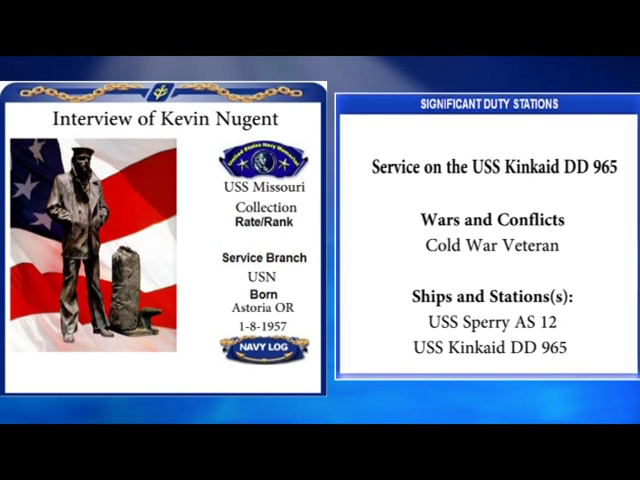 Interview of Kevin Nugent
United States Navy Memorial
USS Missouri
Collection
Rate/Rank
Service Branch
USN
Born
Astoria OR
1-8-1957
NAVY LOG
SIGNIFICANT DUTY STATIONS
Service on the USS Kinkaid DD 965
Wars and Conflicts
Cold War Veteran
Ships and Stations(s):
USS Sperry AS 12
USS Kinkaid DD 965